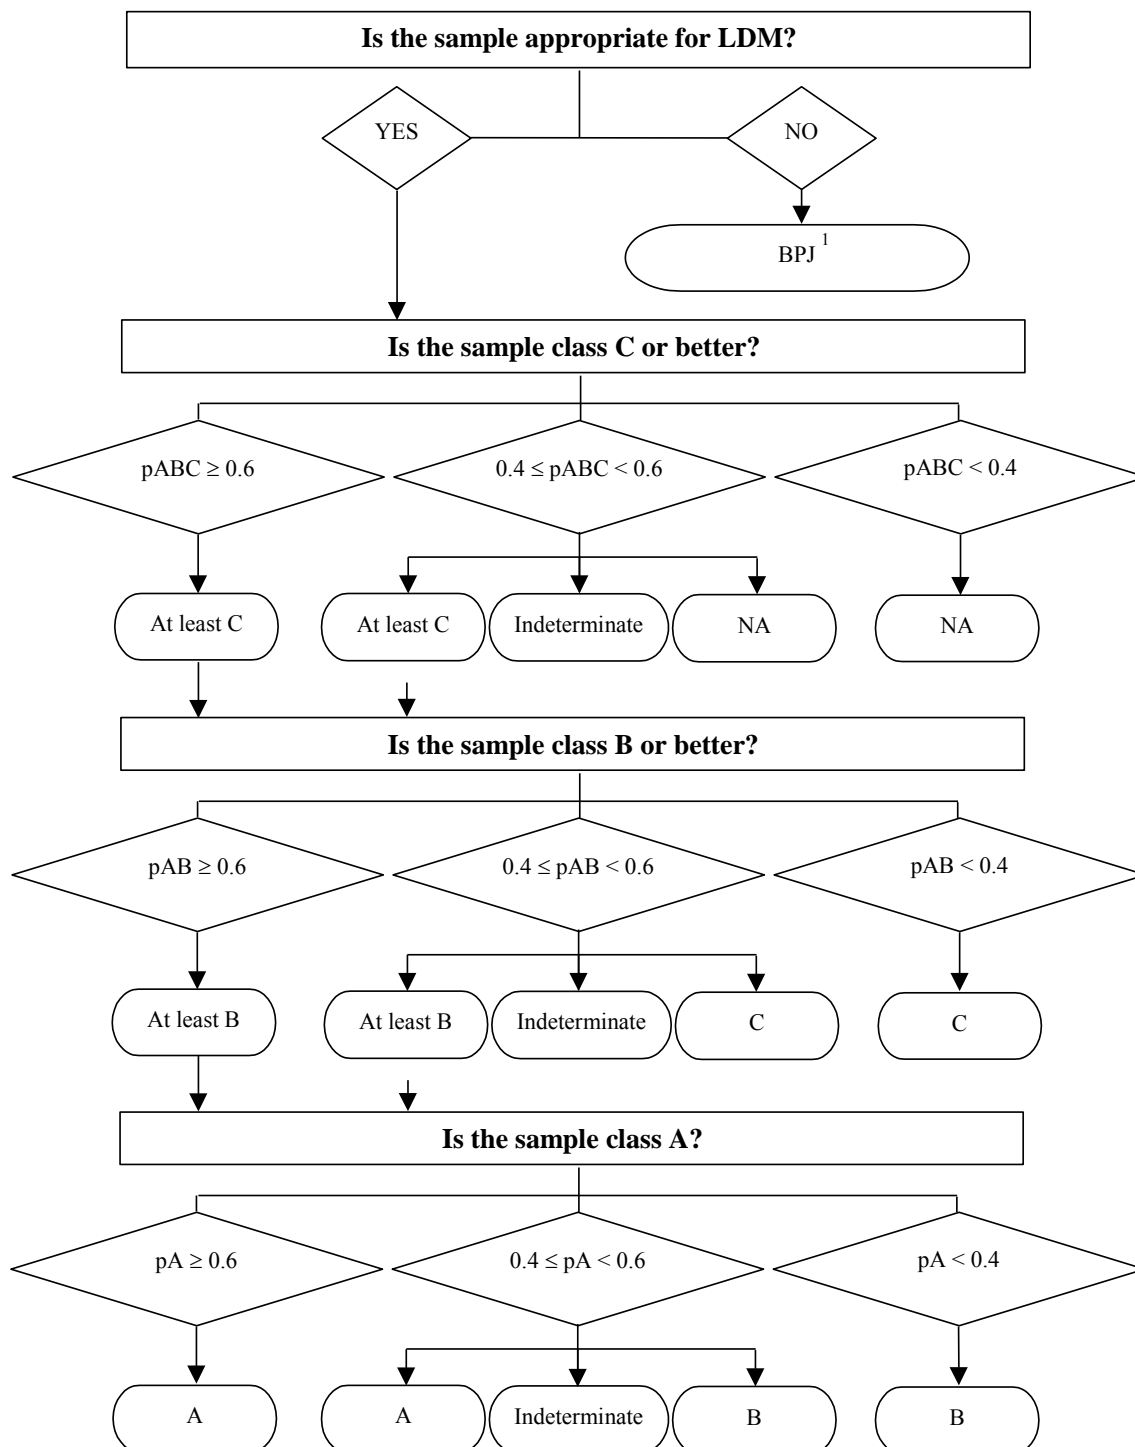 Is the sample appropriate for LDM?
YES
NO
BPJ 1
Is the sample class C or better?
pABC ≥ 0.6
0.4 ≤ pABC < 0.6
pABC < 0.4
At least C
At least C
Indeterminate
NA
NA
Is the sample class B or better?
pAB ≥ 0.6
0.4 ≤ pAB < 0.6
pAB < 0.4
At least B
At least B
Indeterminate
C
C
Is the sample class A?
pA ≥ 0.6
0.4 ≤ pA < 0.6
pA < 0.4
A
A
Indeterminate
B
B